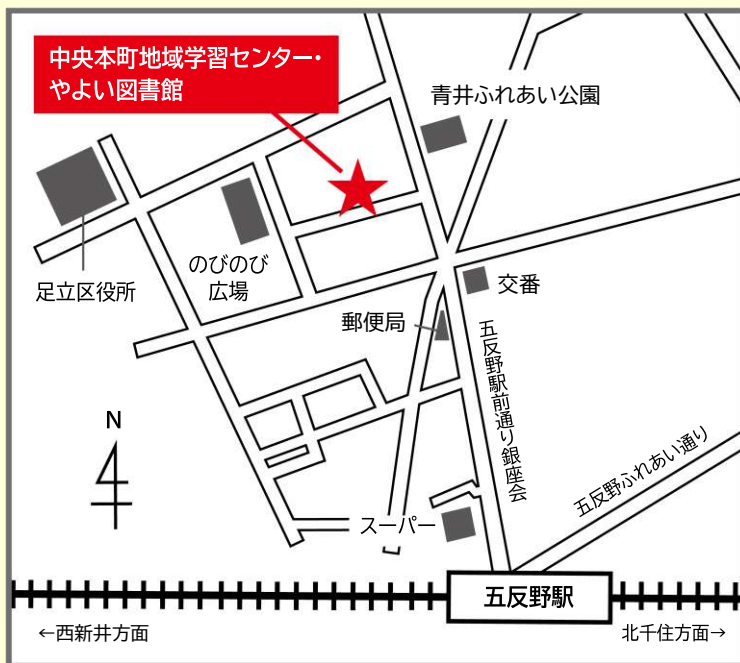 中央本町地域学習センター・
やよい図書館
青井ふれあい公園
足立区役所
のびのび
広場
交番
郵便局
五反野駅前通り銀座会
N
五反野ふれあい通り
スーパー
五反野駅
←西新井方面
北千住方面→